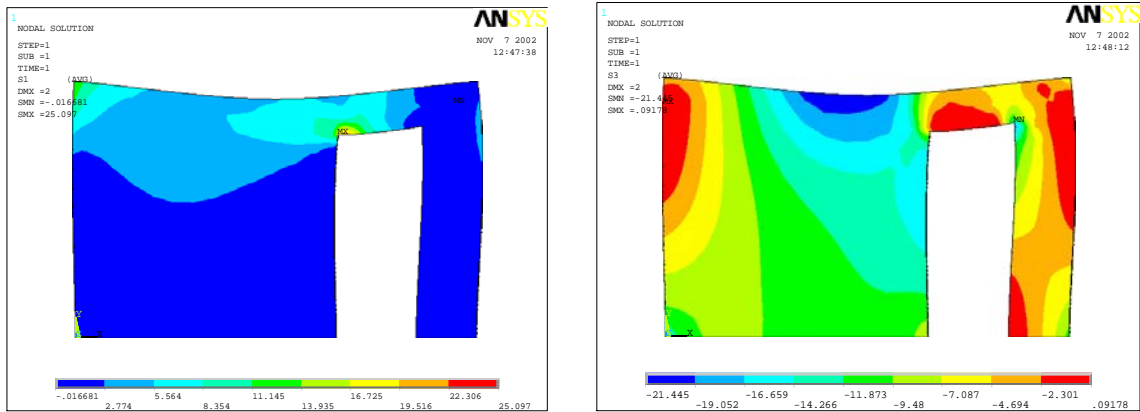 1
ANSYS
NODAL SOLUTION
NOV 7 2002
12:47:38
STEP=1
SUB =1
TIME=1
S1 (AVG)
DMX =2
SMN =-.016681
SMX =25.097
MX
MN
Y
X
-.016681 5.564 11.145 16.725 22.306
2.774 8.354 13.935 19.516 25.097
1
ANSYS
NODAL SOLUTION
NOV 7 2002
12:48:12
STEP=1
SUB =1
TIME=1
S3 (AVG)
DMX =2
SMN =-21.445
SMX =.09178
MX
MN
Y
X
-21.445 -16.659 -11.873 -7.087 -2.301
-19.052 -14.266 -9.48 -4.694 .09178